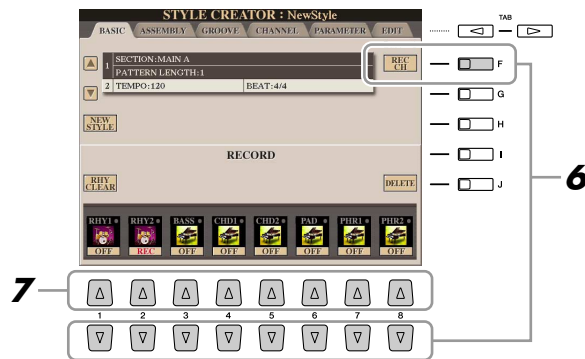 STYLE CREATOR : NewStyle
BASIC ASSEMBLY GROOVE CHANNEL PARAMETER EDIT
TAB
1 SECTION:MAIN A
PATTERN LENGTH:1
REC
CH
F
2 TEMPO:120 BEAT:4/4
G
NEW
STYLE
H
RECORD
I
6
RHY
CLEAR
DELETE
J
RHY1 RHY2 BASS CHD1 CHD2 PAD PHR1 PHR2
OFF REC OFF OFF OFF OFF OFF OFF
7
1 2 3 4 5 6 7 8